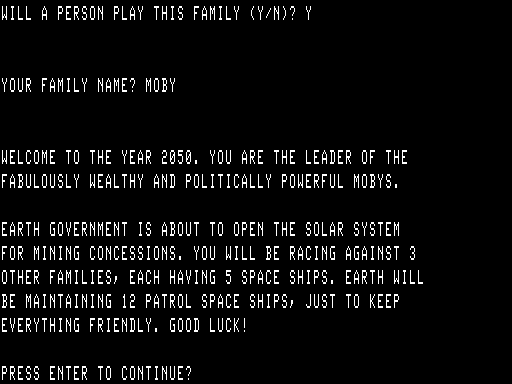 WILL A PERSON PLAY THIS FAMILY (Y/N)? Y
YOUR FAMILY NAME? MOBY
WELCOME TO THE YEAR 2050. YOU ARE THE LEADER OF THE
FABULOUSLY WEALTHY AND POLITICALLY POWERFUL MOBYS.
EARTH GOVERNMENT IS ABOUT TO OPEN THE SOLAR SYSTEM
FOR MINING CONCESSIONS. YOU WILL BE RACING AGAINST 3
OTHER FAMILIES, EACH HAVING 5 SPACE SHIPS. EARTH WILL
BE MAINTAINING 12 PATROL SPACE SHIPS, JUST TO KEEP
EVERYTHING FRIENDLY. GOOD LUCK!
PRESS ENTER TO CONTINUE?